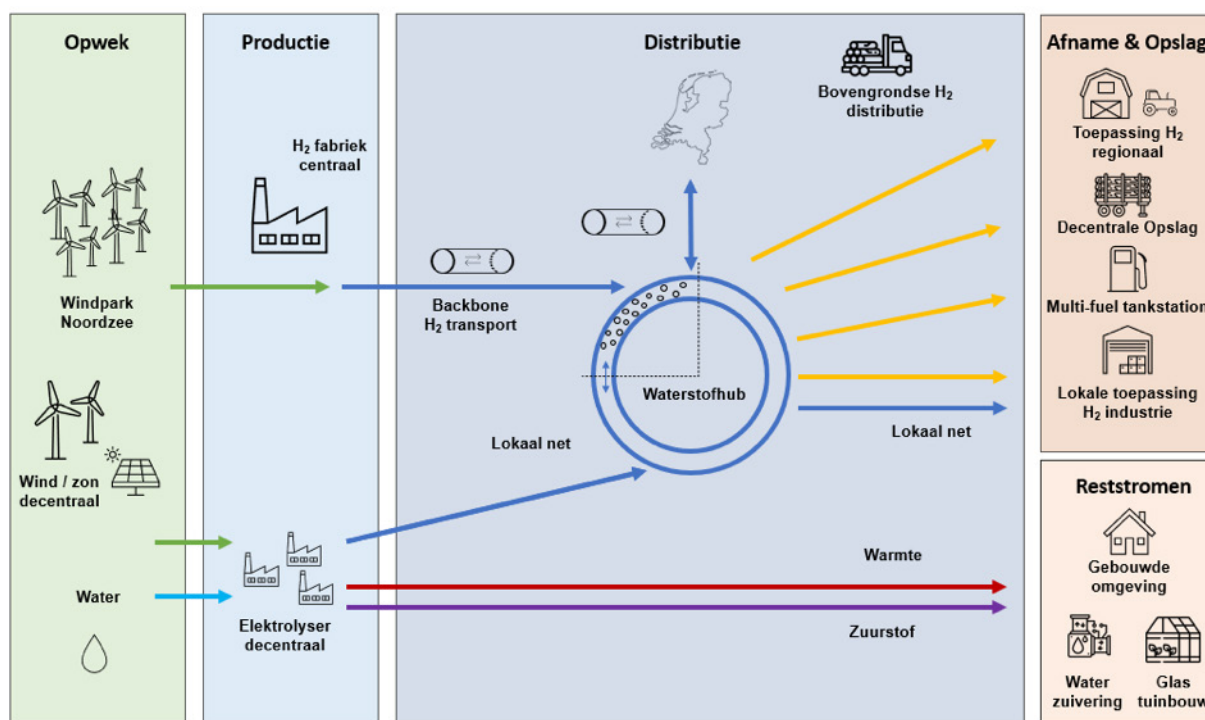 Opwek
Windpark
Noordzee
Wind / zon
decentraal
Water
Productie
H₂ fabriek
centraal
Elektrolyser
decentraal
Distributie
Bovengrondse H₂
distributie
Backbone
H₂ transport
Waterstofhub
Lokaal net
Lokaal net
Warmte
Zuurstof
Afname & Opslag
Toepassing H₂
regionaal
Decentrale Opslag
Multi-fuel tankstation
Lokale toepassing
H₂ industrie
Reststromen
Gebouwde
omgeving
Water
zuivering
Glas
tuinbouw